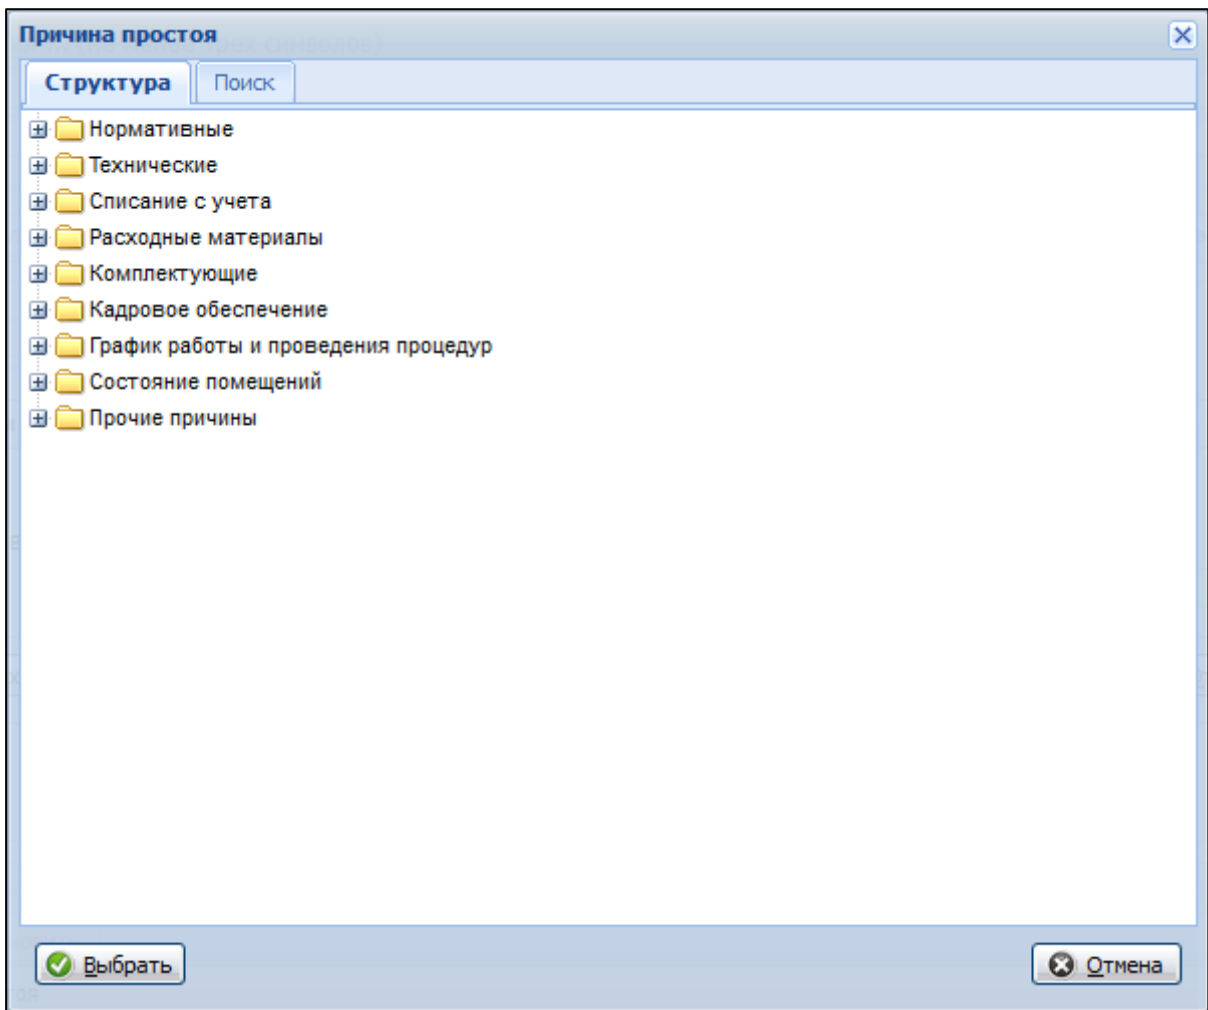 Причина простоя
Структура
Поиск
Нормативные
Технические
Списание с учета
Расходные материалы
Комплектующие
Кадровое обеспечение
График работы и проведения процедур
Состояние помещений
Прочие причины
Выбрать
Отмена